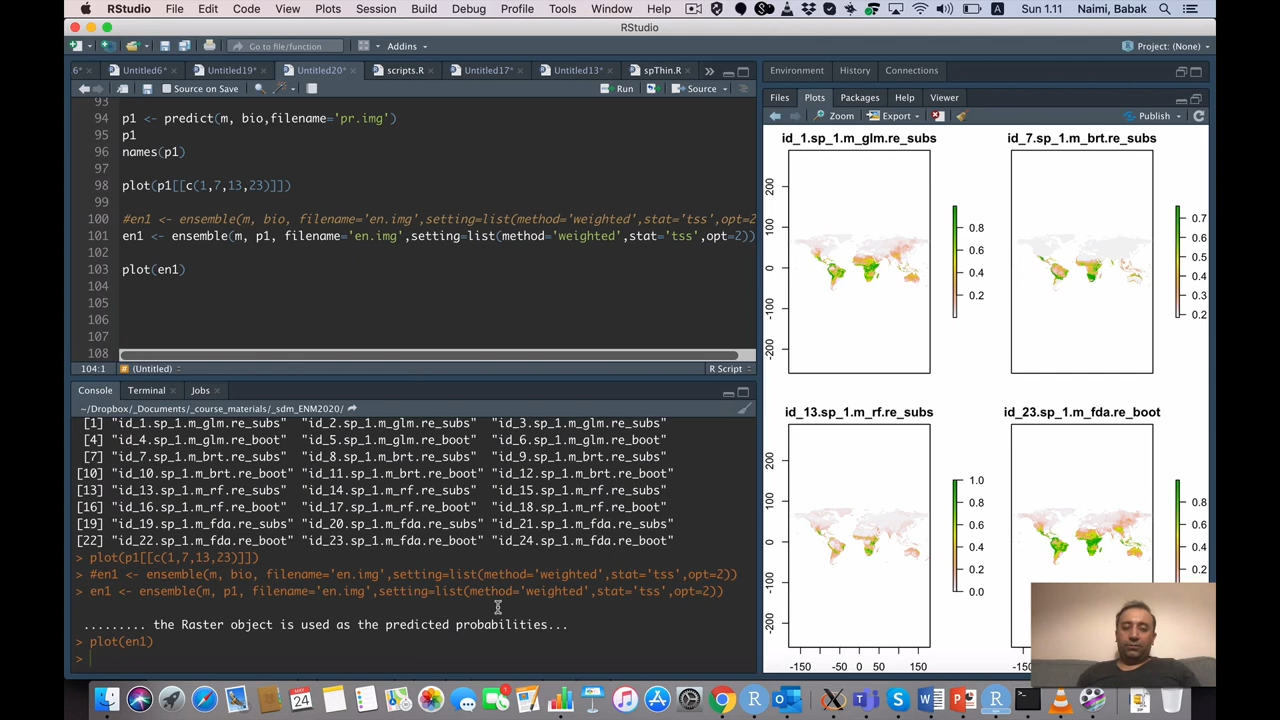 RStudio File Edit Code View Plots Session Build Debug Profile Tools Window Help Sun 1.11 Naimi, Babak
RStudio
Go to file/function Addins Project: (None)
6* Untitled6* Untitled19* Untitled20* scripts.R Untitled17* Untitled13* spThin.R
Source on Save Run Source
93
94 p1 <- predict(m, bio,filename='pr.img')
95 p1
96 names(p1)
97
98 plot(p1[[c(1,7,13,23)]])
99
100 #en1 <- ensemble(m, bio, filename='en.img',setting=list(method='weighted',stat='tss',opt=2
101 en1 <- ensemble(m, p1, filename='en.img',setting=list(method='weighted',stat='tss',opt=2))
102
103 plot(en1)
104
105
106
107
108
104:1 (Untitled) R Script
Console Terminal Jobs
~/Dropbox/_Documents/_course_materials/_sdm_ENM2020/
[1] "id_1.sp_1.m_glm.re_subs" "id_2.sp_1.m_glm.re_subs" "id_3.sp_1.m_glm.re_subs"
[4] "id_4.sp_1.m_glm.re_boot" "id_5.sp_1.m_glm.re_boot" "id_6.sp_1.m_glm.re_boot"
[7] "id_7.sp_1.m_brt.re_subs" "id_8.sp_1.m_brt.re_subs" "id_9.sp_1.m_brt.re_subs"
[10] "id_10.sp_1.m_brt.re_boot" "id_11.sp_1.m_brt.re_boot" "id_12.sp_1.m_brt.re_boot"
[13] "id_13.sp_1.m_rf.re_subs" "id_14.sp_1.m_rf.re_subs" "id_15.sp_1.m_rf.re_subs"
[16] "id_16.sp_1.m_rf.re_boot" "id_17.sp_1.m_rf.re_boot" "id_18.sp_1.m_rf.re_boot"
[19] "id_19.sp_1.m_fda.re_subs" "id_20.sp_1.m_fda.re_subs" "id_21.sp_1.m_fda.re_subs"
[22] "id_22.sp_1.m_fda.re_boot" "id_23.sp_1.m_fda.re_boot" "id_24.sp_1.m_fda.re_boot"
> plot(p1[[c(1,7,13,23)]])
> #en1 <- ensemble(m, bio, filename='en.img',setting=list(method='weighted',stat='tss',opt=2))
> en1 <- ensemble(m, p1, filename='en.img',setting=list(method='weighted',stat='tss',opt=2))
......... the Raster object is used as the predicted probabilities...
> plot(en1)
>
Environment History Connections
Files Plots Packages Help Viewer
Zoom Export Publish
id_1.sp_1.m_glm.re_subs
200
100
0
-100
-200
0.8
0.6
0.4
0.2
id_7.sp_1.m_brt.re_subs
0.7
0.6
0.5
0.4
0.3
0.2
id_13.sp_1.m_rf.re_subs
200
100
0
-100
-200
1.0
0.8
0.6
0.4
0.2
0.0
-150 -50 0 50 150
id_23.sp_1.m_fda.re_boot
0.8
0.6
0.4
-150